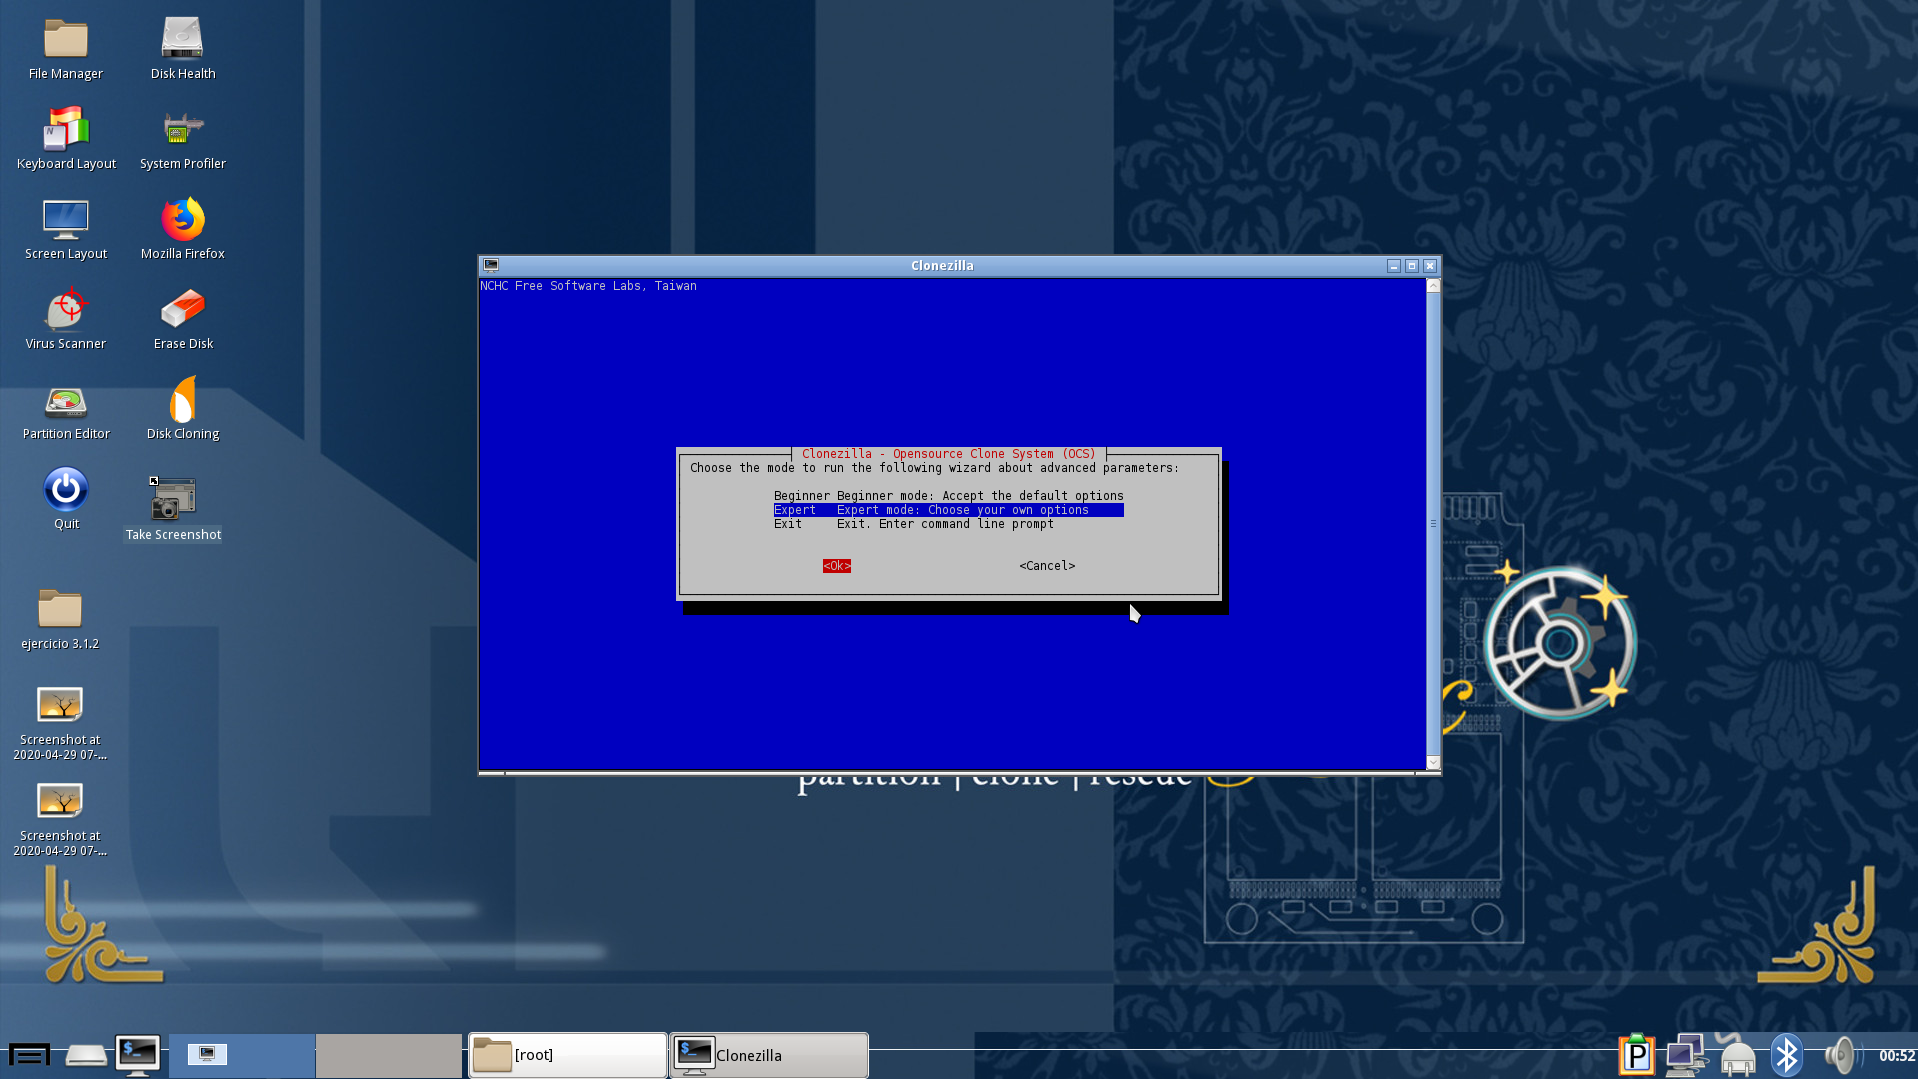 File Manager
Disk Health
Keyboard Layout
System Profiler
Screen Layout
Mozilla Firefox
Virus Scanner
Erase Disk
Partition Editor
Disk Cloning
Quit
Take Screenshot
ejercicio 3.1.2
Screenshot at
2020-04-29 07-...
Screenshot at
2020-04-29 07-...
Clonezilla
NCHC Free Software Labs, Taiwan
Clonezilla - Opensource Clone System (OCS)
Choose the mode to run the following wizard about advanced parameters:
Beginner Beginner mode: Accept the default options
Expert Expert mode: Choose your own options
Exit Exit. Enter command line prompt
<Ok> <Cancel>
partition | clone | rescue
[root]
Clonezilla
P
00:52